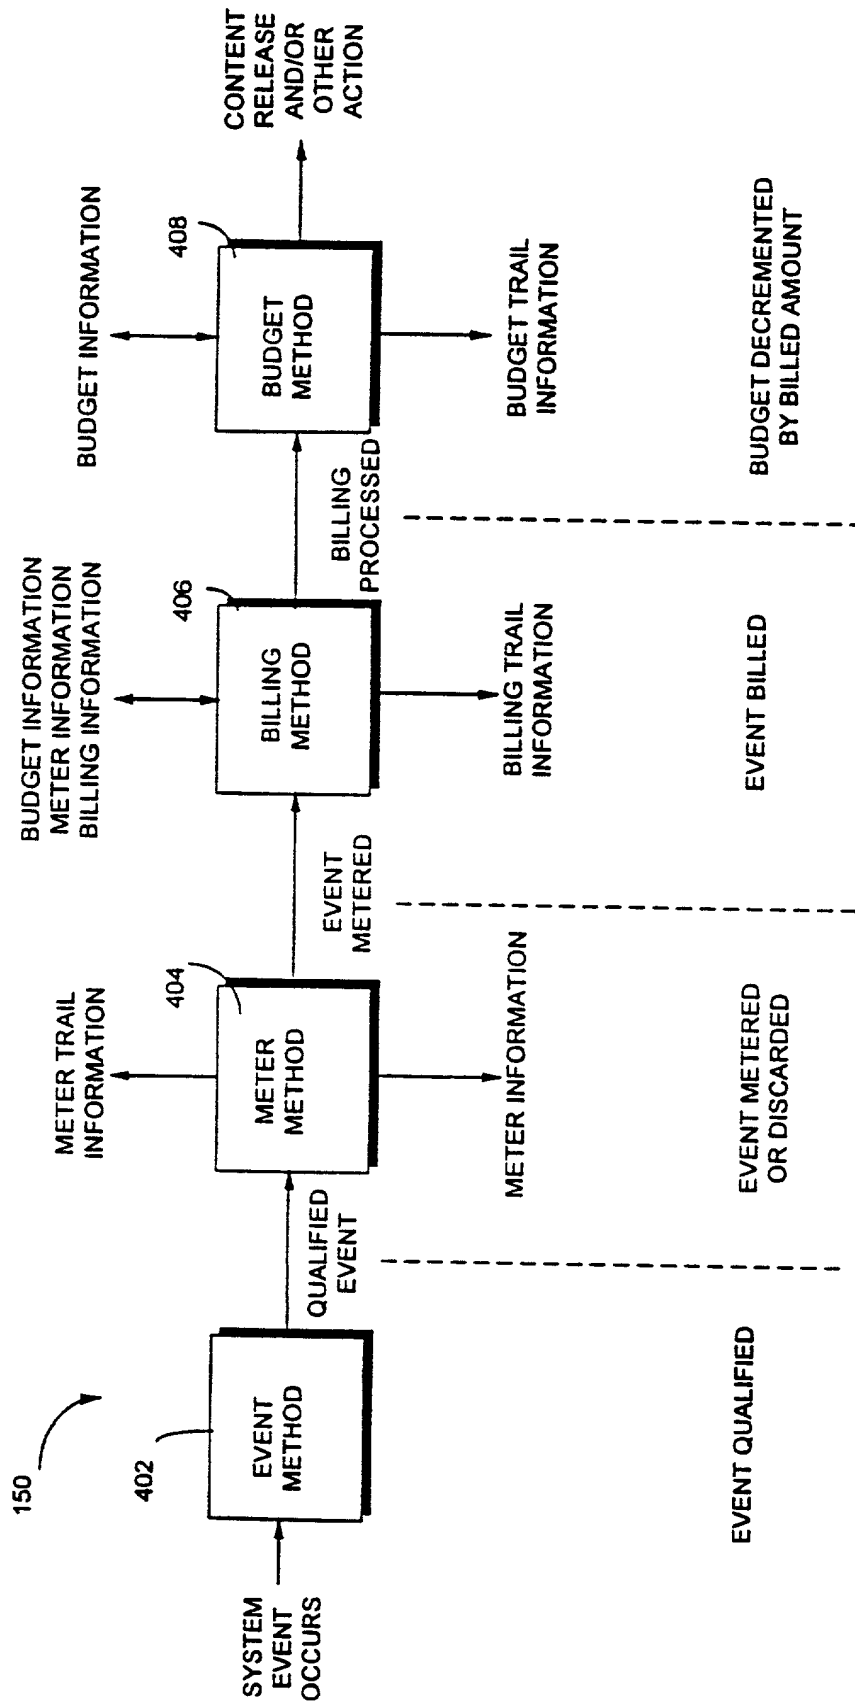 150
402
SYSTEM
EVENT
OCCURS
EVENT
METHOD
QUALIFIED
EVENT
EVENT QUALIFIED
METER TRAIL
INFORMATION
404
METER
METHOD
EVENT
METERED
METER INFORMATION
EVENT METERED
OR DISCARDED
BUDGET INFORMATION
METER INFORMATION
BILLING INFORMATION
406
BILLING
METHOD
BILLING
PROCESSED
BILLING TRAIL
INFORMATION
EVENT BILLED
BUDGET INFORMATION
408
BUDGET
METHOD
CONTENT
RELEASE
AND/OR
OTHER
ACTION
BUDGET TRAIL
INFORMATION
BUDGET DECREMENTED
BY BILLED AMOUNT